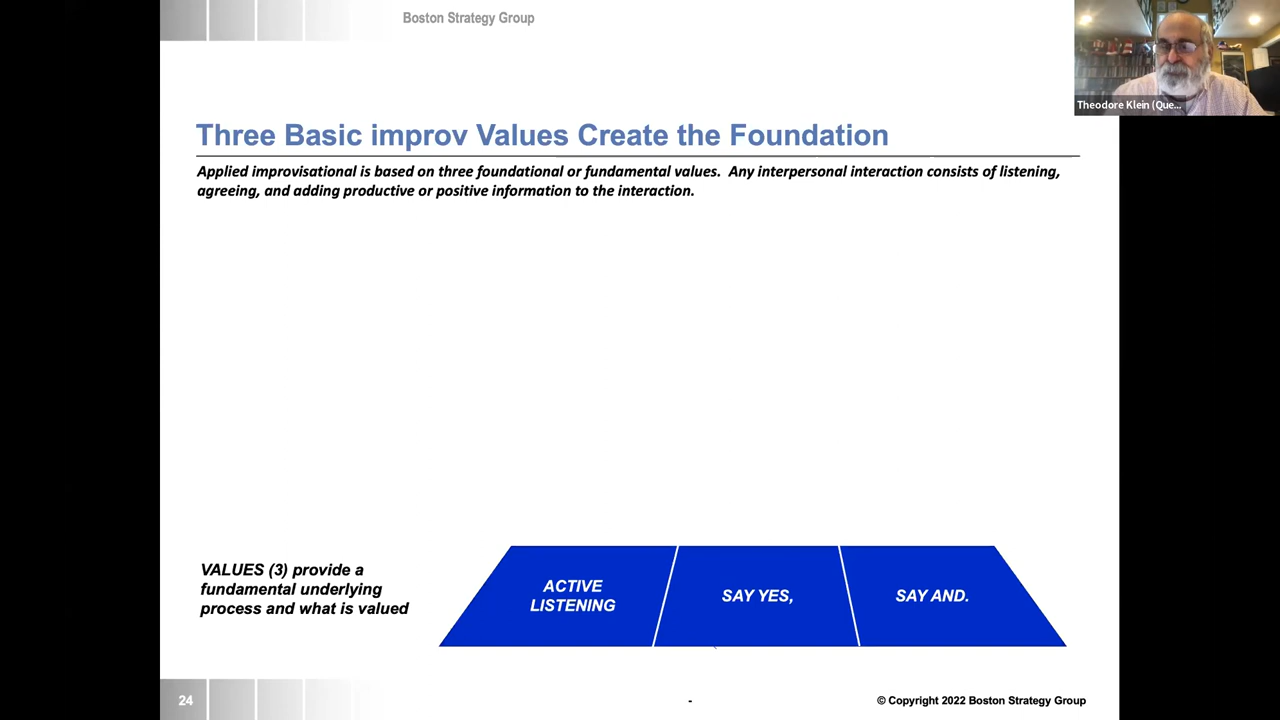 Boston Strategy Group
Theodore Klein (Que...
Three Basic improv Values Create the Foundation
Applied improvisational is based on three foundational or fundamental values.  Any interpersonal interaction consists of listening,
agreeing, and adding productive or positive information to the interaction.
VALUES (3) provide a
fundamental underlying
process and what is valued
ACTIVE
LISTENING
SAY YES,
SAY AND.
24
-
© Copyright 2022 Boston Strategy Group